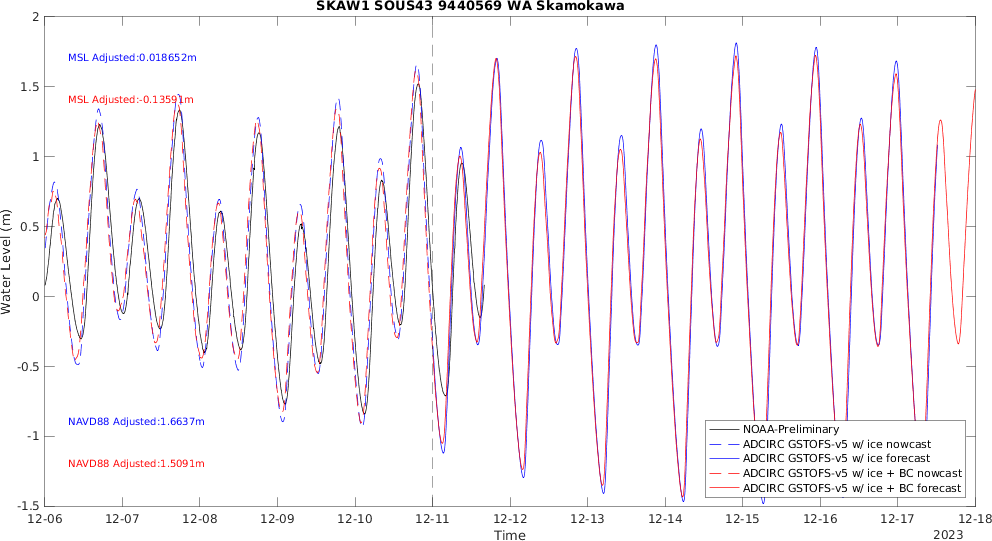 SKAW1 SOUS43 9440569 WA Skamokawa
2
1.5
1
0.5
0
-0.5
-1
-1.5
Water Level (m)
MSL Adjusted:0.018652m
MSL Adjusted:-0.13591m
NAVD88 Adjusted:1.6637m
NAVD88 Adjusted:1.5091m
NOAA-Preliminary
ADCIRC GSTOFS-v5 w/ ice nowcast
ADCIRC GSTOFS-v5 w/ ice forecast
ADCIRC GSTOFS-v5 w/ ice + BC nowcast
ADCIRC GSTOFS-v5 w/ ice + BC forecast
12-06 12-07 12-08 12-09 12-10 12-11 12-12 12-13 12-14 12-15 12-16 12-17 12-18
Time
2023